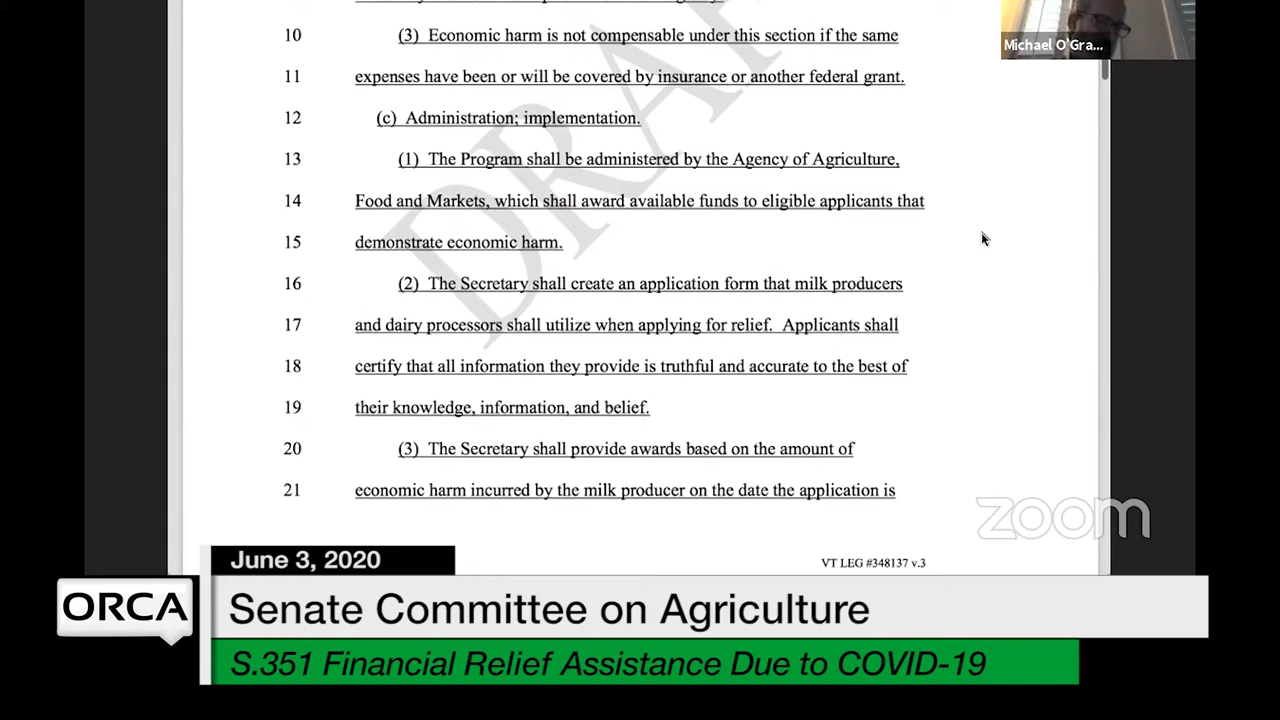 10 (3) Economic harm is not compensable under this section if the same
11 expenses have been or will be covered by insurance or another federal grant.
12 (c) Administration; implementation.
13 (1) The Program shall be administered by the Agency of Agriculture,
14 Food and Markets, which shall award available funds to eligible applicants that
15 demonstrate economic harm.
16 (2) The Secretary shall create an application form that milk producers
17 and dairy processors shall utilize when applying for relief. Applicants shall
18 certify that all information they provide is truthful and accurate to the best of
19 their knowledge, information, and belief.
20 (3) The Secretary shall provide awards based on the amount of
21 economic harm incurred by the milk producer on the date the application is
VT LEG #348137 v.3
DRAFT
Michael O'Gra...
zoom
June 3, 2020
ORCA
Senate Committee on Agriculture
S.351 Financial Relief Assistance Due to COVID-19